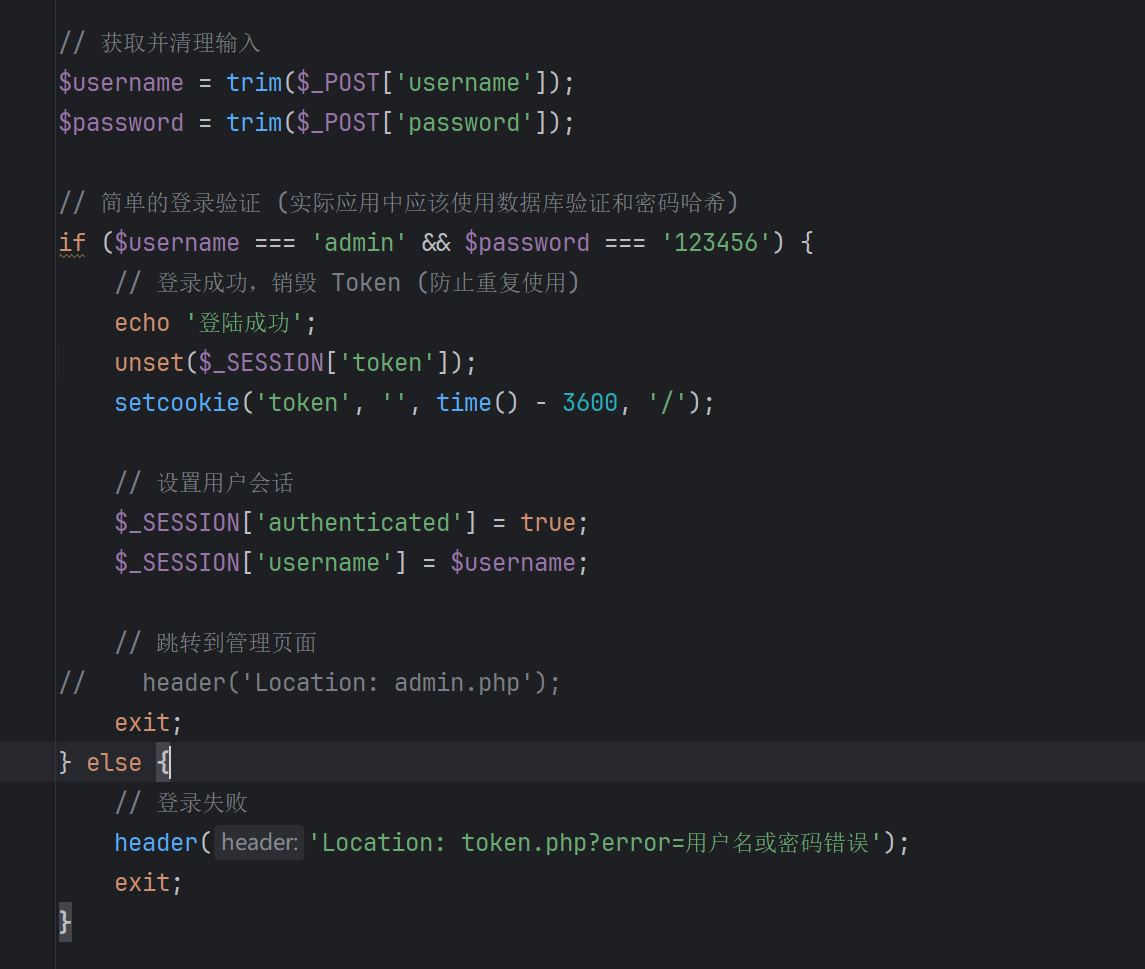 // 获取并清理输入
$username = trim($_POST['username']);
$password = trim($_POST['password']);
// 简单的登录验证 (实际应用中应该使用数据库验证和密码哈希)
if ($username === 'admin' && $password === '123456') {
// 登录成功，销毁 Token (防止重复使用)
echo '登陆成功';
unset($_SESSION['token']);
setcookie('token', '', time() - 3600, '/');
// 设置用户会话
$_SESSION['authenticated'] = true;
$_SESSION['username'] = $username;
// 跳转到管理页面
//    header('Location: admin.php');
exit;
} else {
// 登录失败
header( header: 'Location: token.php?error=用户名或密码错误');
exit;
}